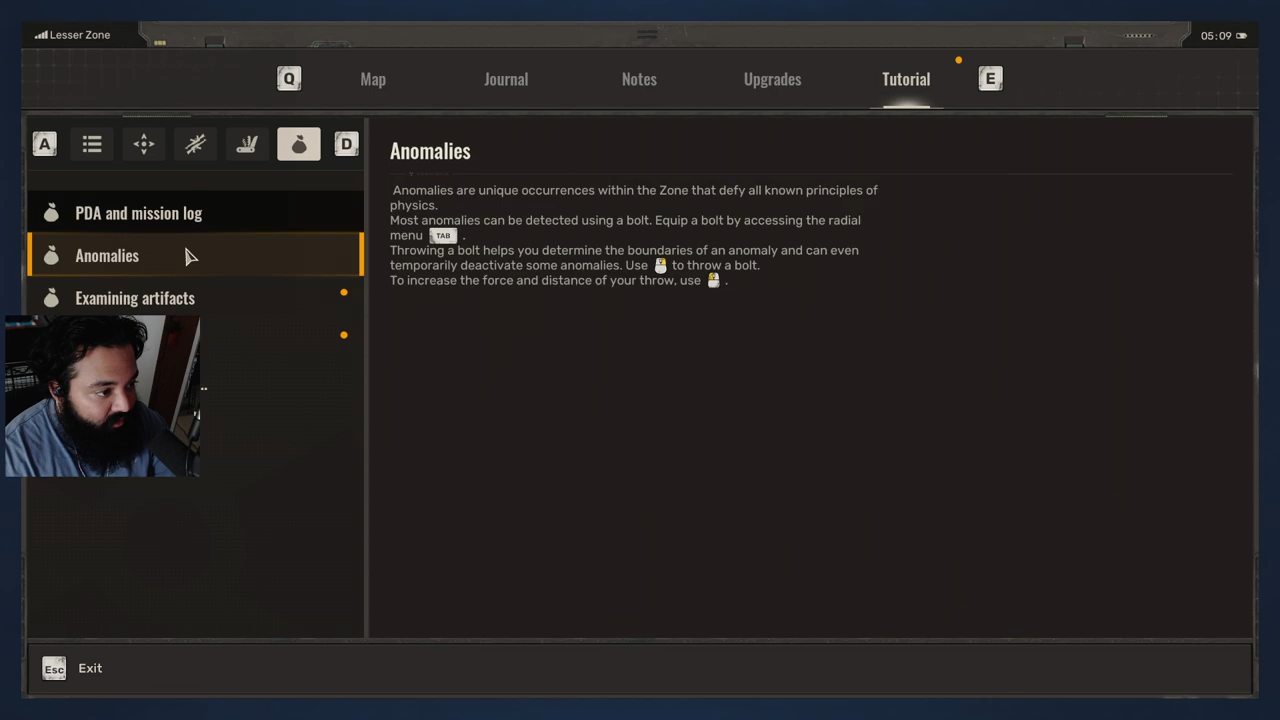 Lesser Zone
05:09
Q
Map
Journal
Notes
Upgrades
Tutorial
E
A
D
PDA and mission log
Anomalies
Examining artifacts
Anomalies
Anomalies are unique occurrences within the Zone that defy all known principles of
physics.
Most anomalies can be detected using a bolt. Equip a bolt by accessing the radial
menu TAB .
Throwing a bolt helps you determine the boundaries of an anomaly and can even
temporarily deactivate some anomalies. Use to throw a bolt.
To increase the force and distance of your throw, use .
Esc Exit